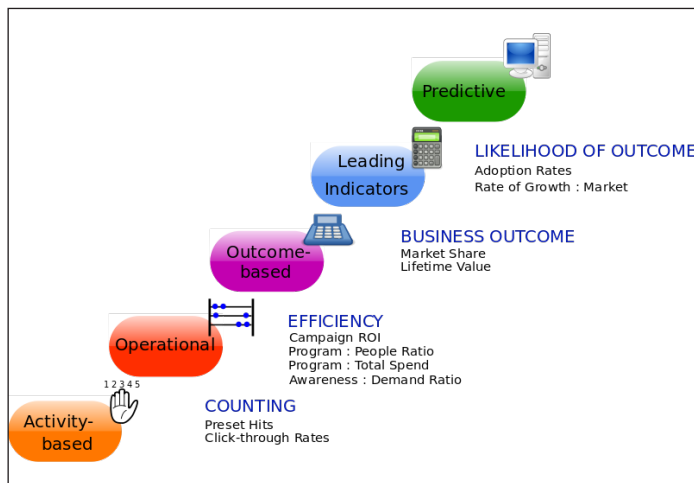 Predictive
Leading
Indicators
LIKELIHOOD OF OUTCOME
Adoption Rates
Rate of Growth : Market
Outcome-
based
BUSINESS OUTCOME
Market Share
Lifetime Value
Operational
EFFICIENCY
Campaign ROI
Program : People Ratio
Program : Total Spend
Awareness : Demand Ratio
1 2 3 4 5
Activity-
based
COUNTING
Preset Hits
Click-through Rates